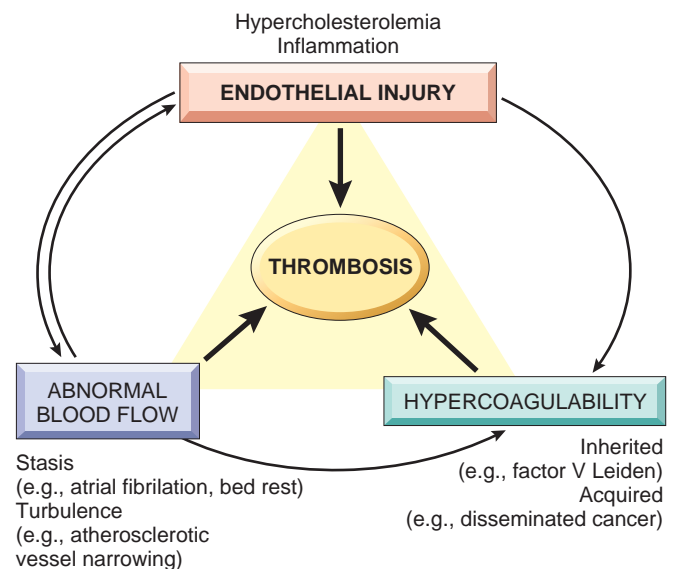 Hypercholesterolemia
Inflammation
ENDOTHELIAL INJURY
THROMBOSIS
ABNORMAL
BLOOD FLOW
HYPERCOAGULABILITY
Stasis
(e.g., atrial fibrilation, bed rest)
Turbulence
(e.g., atherosclerotic
vessel narrowing)
Inherited
(e.g., factor V Leiden)
Acquired
(e.g., disseminated cancer)